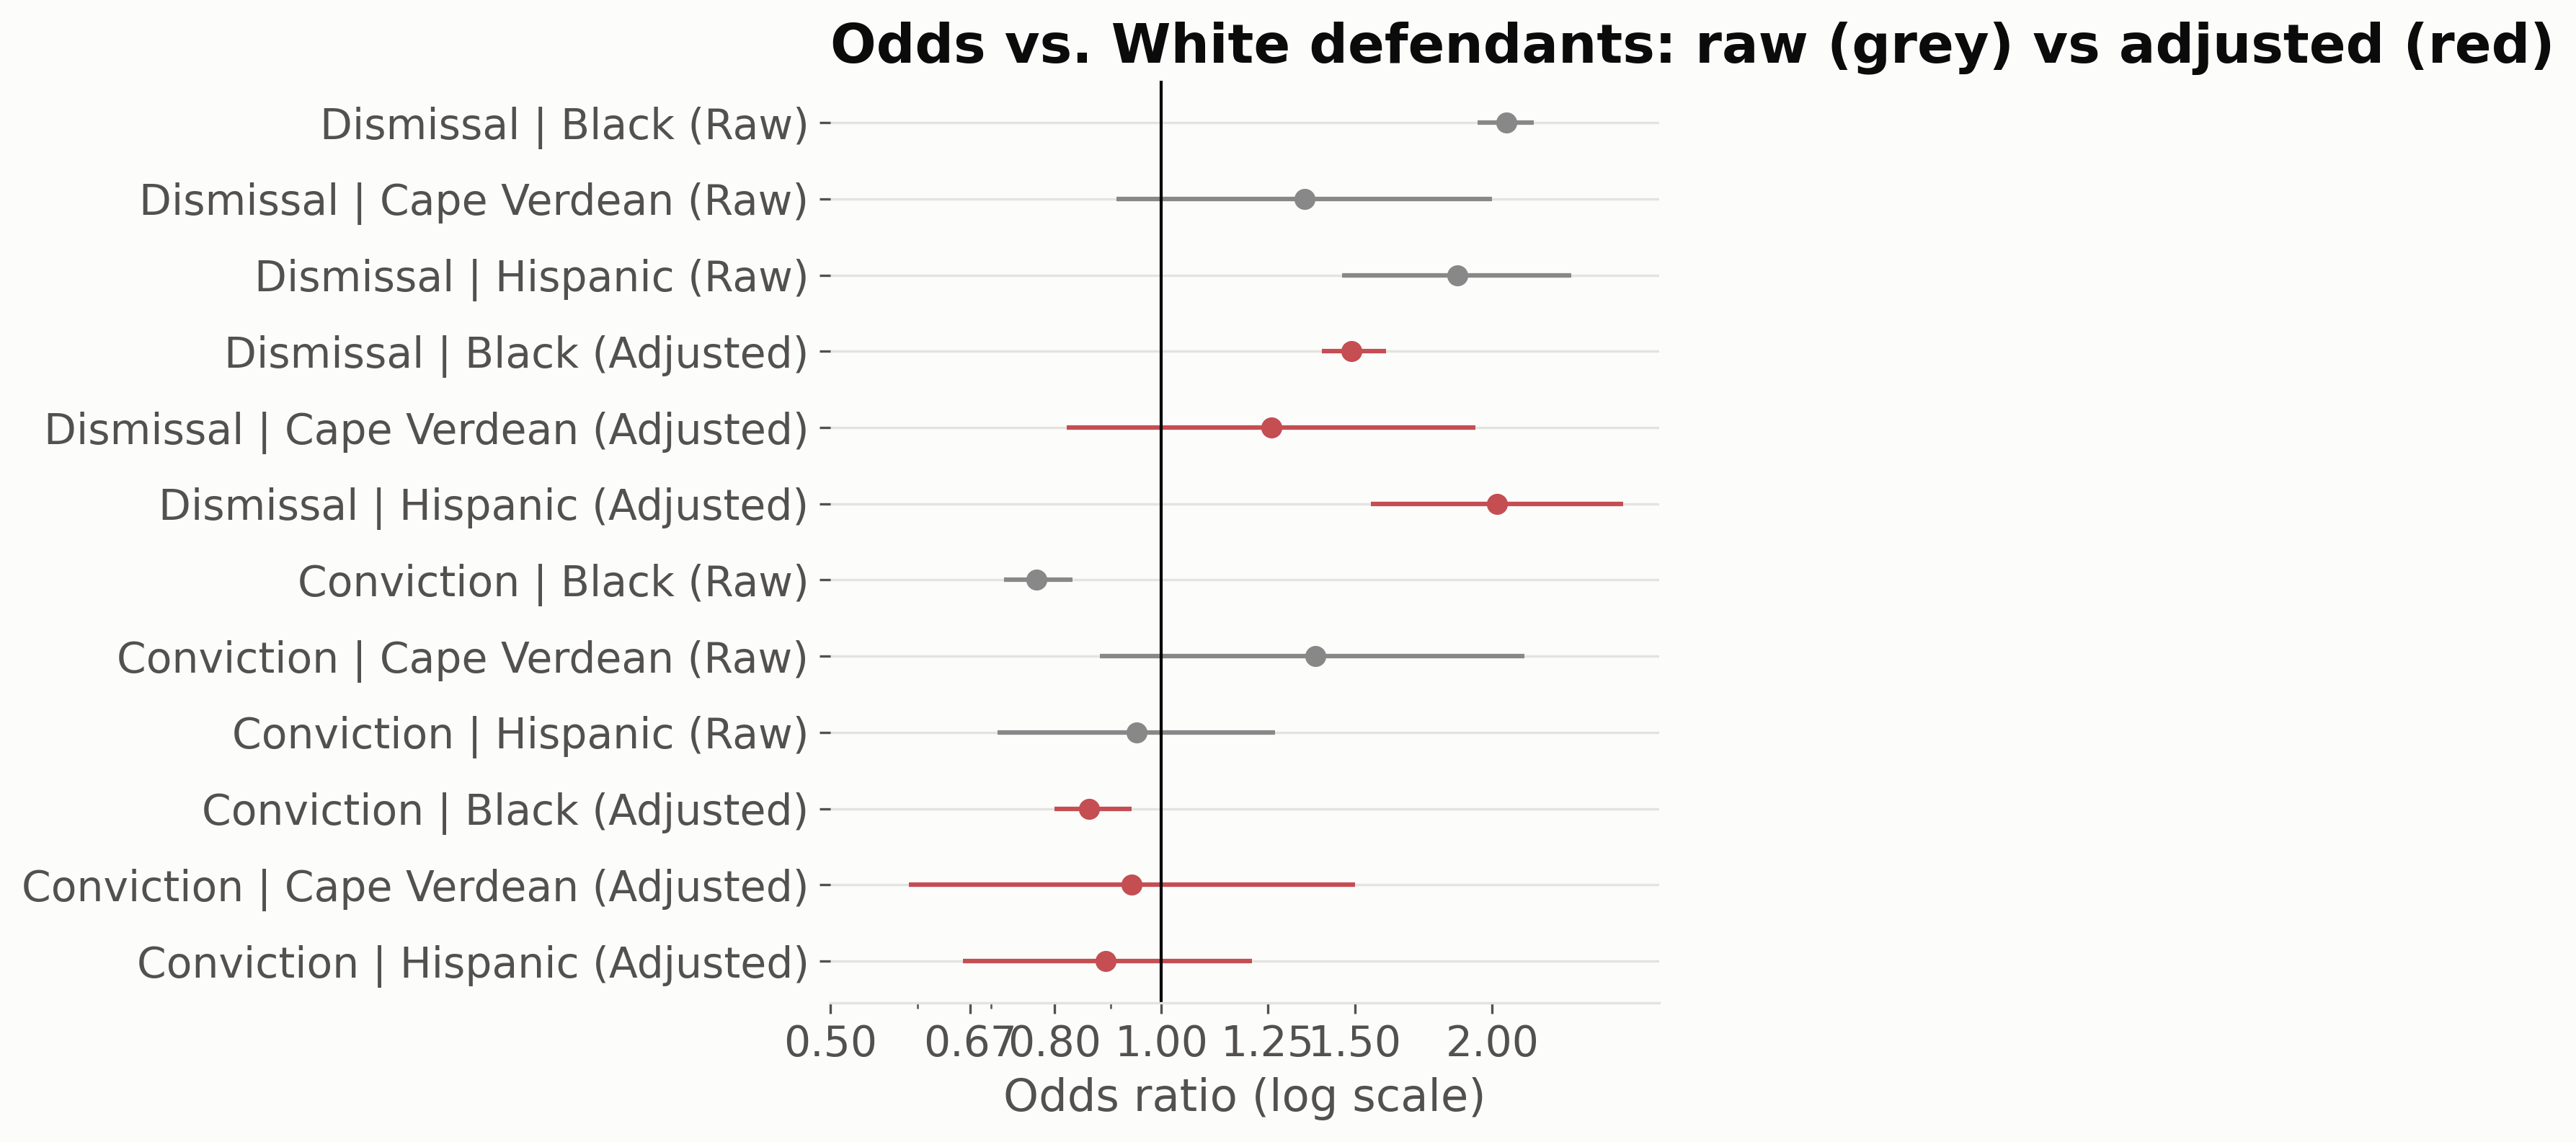 Odds vs. White defendants: raw (grey) vs adjusted (red)
Dismissal | Black (Raw)
Dismissal | Cape Verdean (Raw)
Dismissal | Hispanic (Raw)
Dismissal | Black (Adjusted)
Dismissal | Cape Verdean (Adjusted)
Dismissal | Hispanic (Adjusted)
Conviction | Black (Raw)
Conviction | Cape Verdean (Raw)
Conviction | Hispanic (Raw)
Conviction | Black (Adjusted)
Conviction | Cape Verdean (Adjusted)
Conviction | Hispanic (Adjusted)
0.50 0.67 0.80 1.00 1.25 1.50 2.00
Odds ratio (log scale)